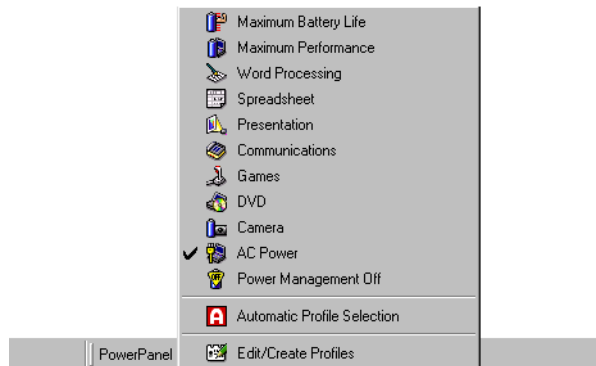 Maximum Battery Life
Maximum Performance
Word Processing
Spreadsheet
Presentation
Communications
Games
DVD
Camera
AC Power
OFF
Power Management Off
A
Automatic Profile Selection
PowerPanel
Edit/Create Profiles